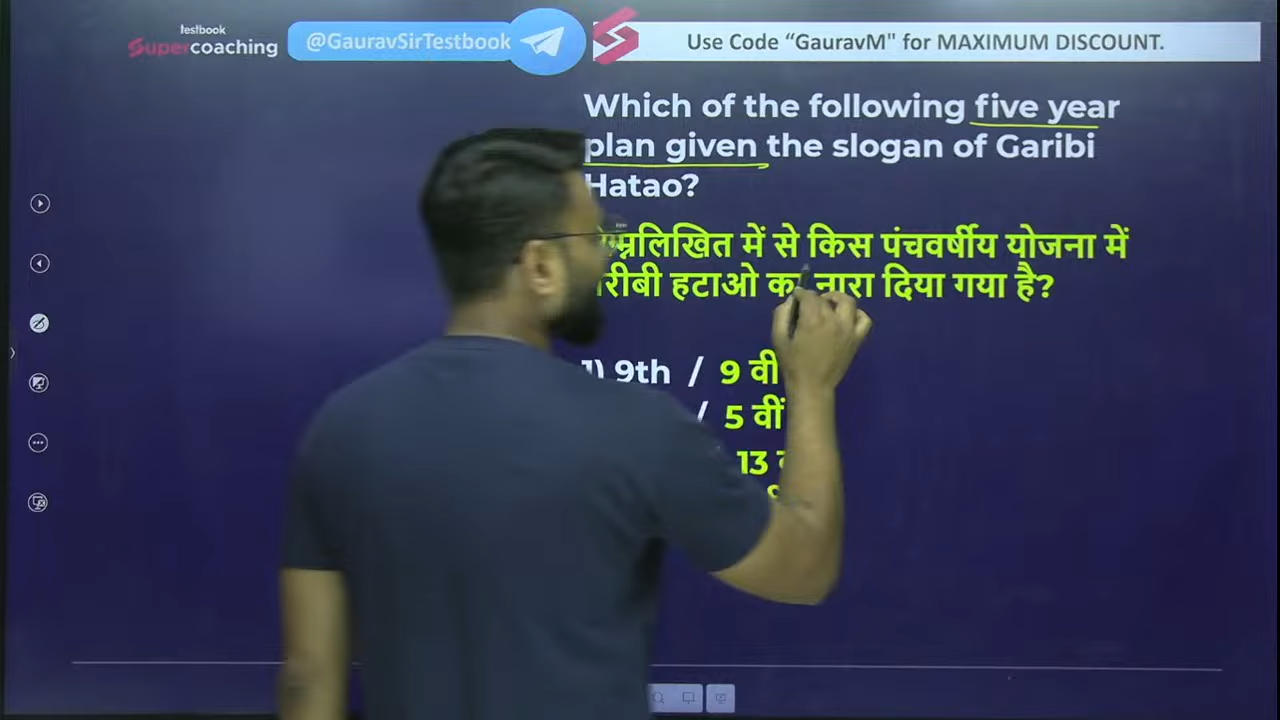 testbook
Supercoaching
@GauravSirTestbook
Use Code “GauravM" for MAXIMUM DISCOUNT.
Which of the following five year
plan given the slogan of Garibi
Hatao?
में से किस पंचवर्षीय योजना में
हटाओ का नारा दिया गया है?
1) 9th / 9 वीं
/ 5 वीं
13